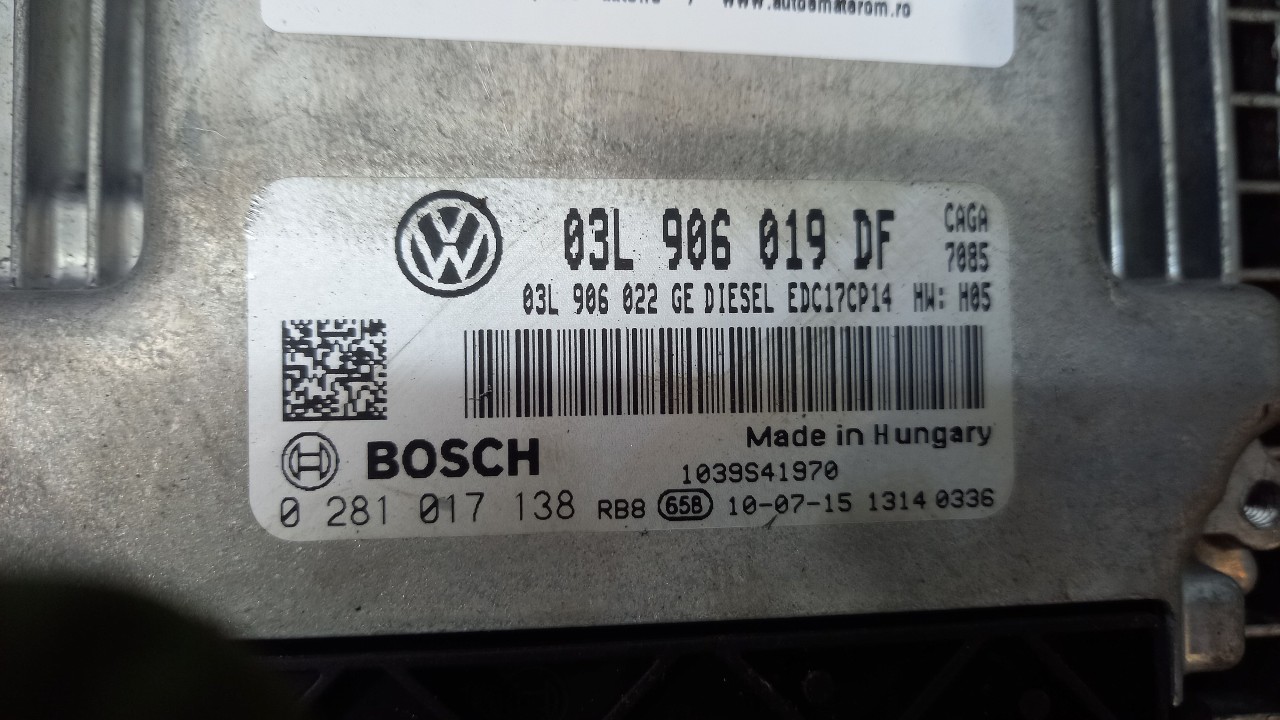 www.autoamaterom.ro
03L 906 019 DF
CAGA
7085
03L 906 022 GE DIESEL EDC17CP14 HW: H05
Made in Hungary
BOSCH
1039S41970
0 281 017 138 RB8 658 10-07-15 1314 0336